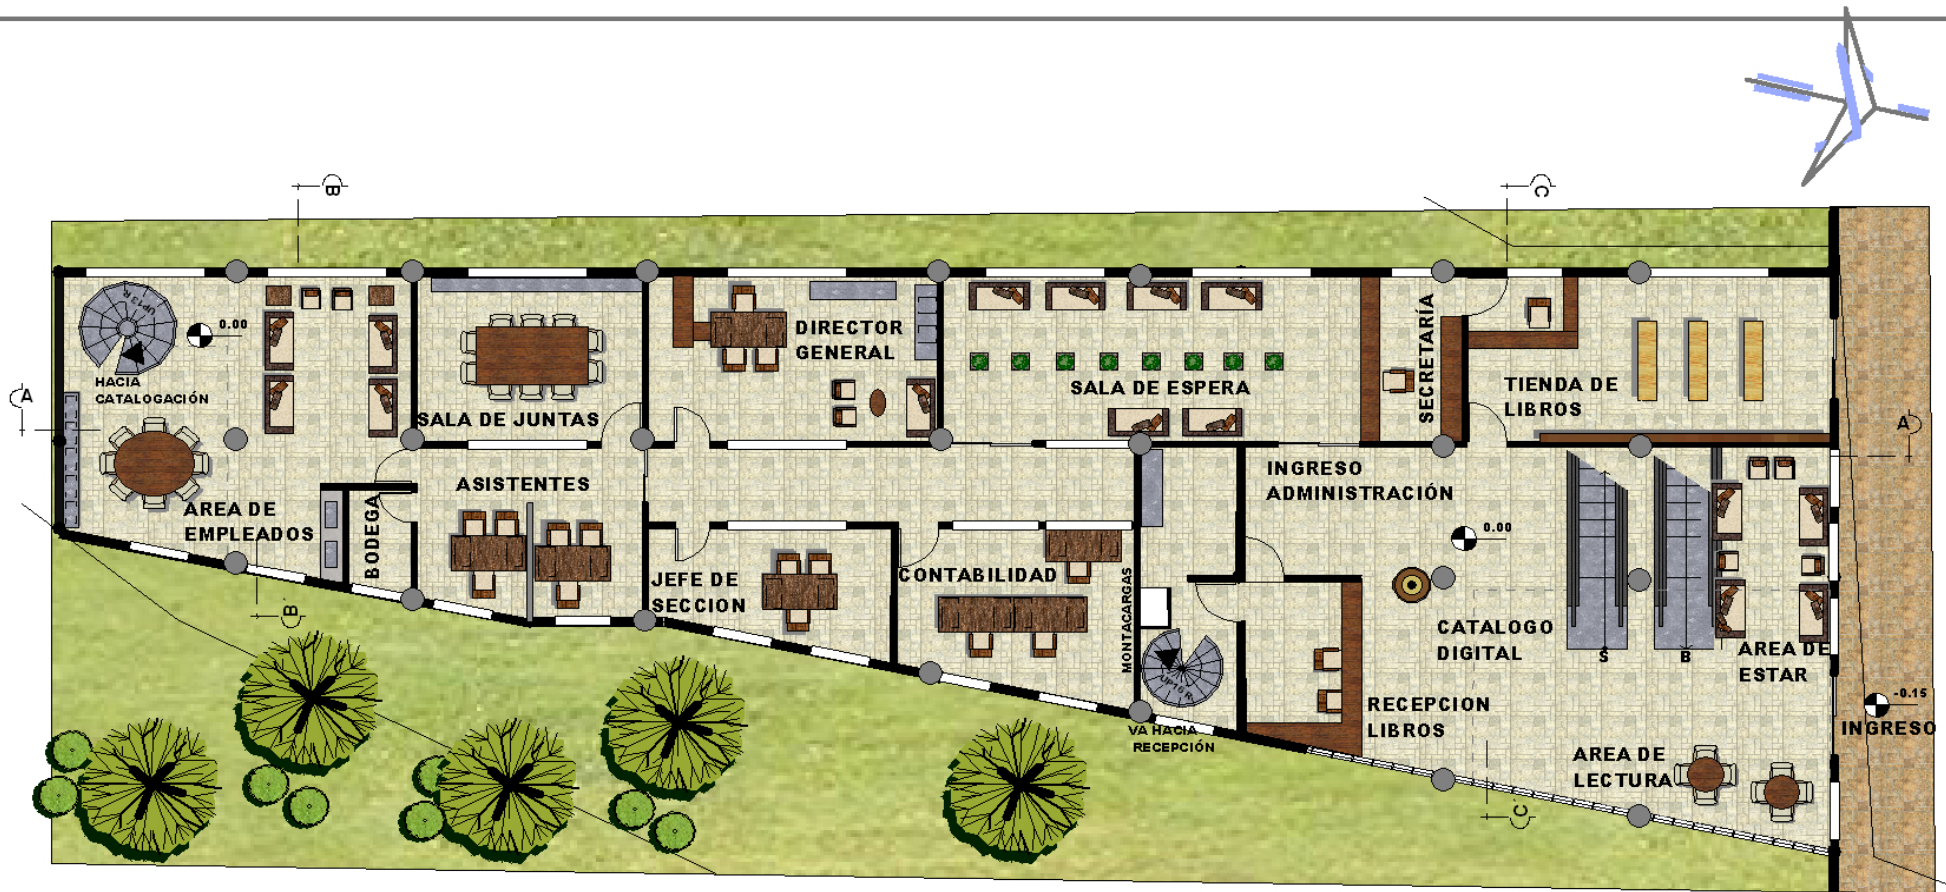 B
C
UP13 R
0.00
HACIA
CATALOGACIÓN
A
SALA DE JUNTAS
DIRECTOR
GENERAL
SALA DE ESPERA
SECRETARÍA
TIENDA DE
LIBROS
A
AREA DE
EMPLEADOS
BODEGA
ASISTENTES
JEFE DE
SECCION
CONTABILIDAD
MONTACARGAS
INGRESO
ADMINISTRACIÓN
0.00
CATALOGO
DIGITAL
S
B
AREA DE
ESTAR
UP16 R
VA HACIA
RECEPCIÓN
RECEPCION
LIBROS
AREA DE
LECTURA
-0.15
INGRESO
B
C